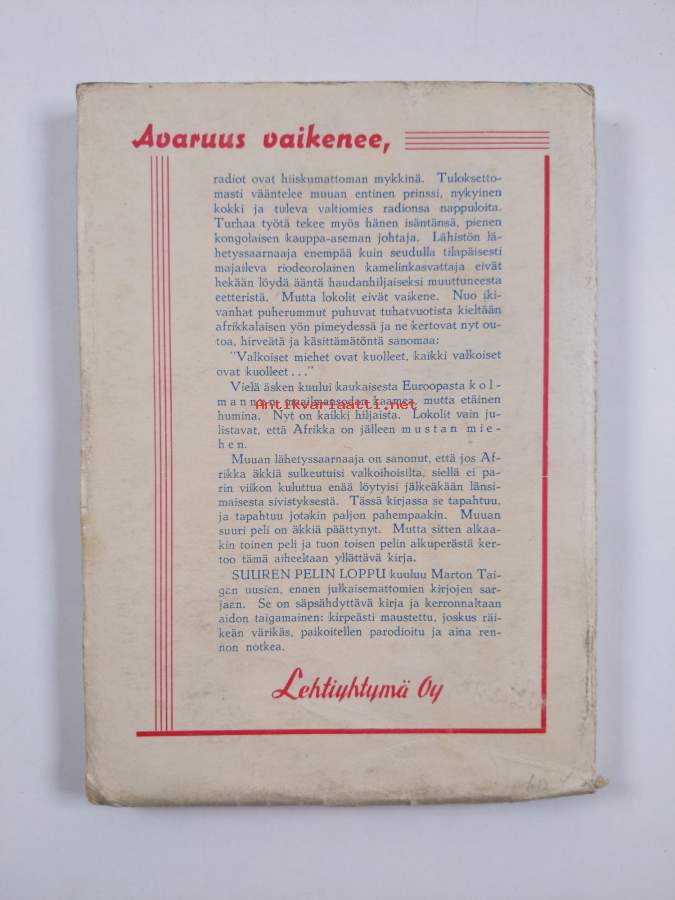 Avaruus vaikenee,
radiot ovat hiiskumattoman mykkinä. Tuloksetto-
masti vääntelee muuan entinen prinssi, nykyinen
kokki ja tuleva valtiomies radionsa nappuloita.
Turhaa työtä tekee myös hänen isäntänsä, pienen
kongolaisen kauppa-aseman johtaja. Lähistön lä-
hetyssaarnaaja enempää kuin seudulla tilapäisesti
majaileva riodeorolainen kamelinkasvattaja eivät
hekään löydä ääntä haudanhiljaiseksi muuttuneesta
eetteristä. Mutta lokolit eivät vaikene. Nuo iki-
vanhat puherummut puhuvat tuhatvuotista kieltään
afrikkalaisen yön pimeydessä ja ne kertovat nyt ou-
toa, hirveätä ja käsittämätöntä sanomaa:
"Valkoiset miehet ovat kuolleet, kaikki valkoiset
ovat kuolleet . . ."
Vielä äsken kuului kaukaisesta Euroopasta kol-
mannen maailmansodan kaamea, mutta etäinen
Antikvariaatti.net
humina. Nyt on kaikki hiljaista. Lokolit vain ju-
listavat, että Afrikka on jälleen mustan mie-
hen.
Muuan lähetyssaarnaaja on sanonut, että jos Af-
rikka äkkiä sulkeutuisi valkoihoisilta, siellä ei pa-
rin viikon kuluttua enää löytyisi jälkeäkään länsi-
maisesta sivistyksestä. Tässä kirjassa se tapahtuu,
ja tapahtuu jotakin paljon pahempaakin. Muuan
suuri peli on äkkiä päättynyt. Mutta sitten alkaa-
kin toinen peli ja tuon toisen pelin alkuperästä ker-
too tämä aiheeltaan yllättävä kirja.
SUUREN PELIN LOPPU kuuluu Marton Tai-
gan uusien, ennen julkaisemattomien kirjojen sar-
jaan. Se on säpsähdyttävä kirja ja kerronnaltaan
aidon taigamainen: kirpeästi maustettu, joskus räi-
keän värikäs, paikoitellen parodioitu ja aina ren-
non notkea.
Lehtiyhtymä Oy